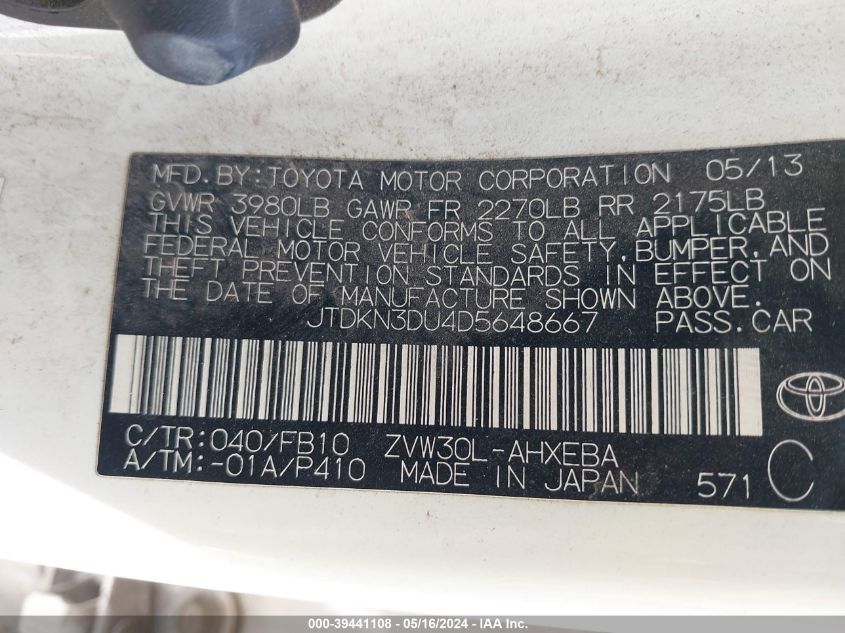 MFD.BY:TOYOTA MOTOR CORPORATION 05/13
GVWR 3980LB GAWR FR 2270LB RR 2175LB
THIS VEHICLE CONFORMS TO ALL APPLICABLE
FEDERAL MOTOR VEHICLE SAFETY, BUMPER, AND
THEFT PREVENTION STANDARDS IN EFFECT ON
THE DATE OF MANUFACTURE SHOWN ABOVE.
JTDKN3DU4D5648667 PASS.CAR
C/TR:040/FB10 ZVW30L-AHXEBA
A/TM:-01A/P410 MADE IN JAPAN 571 C
000-39441108 - 05/16/2024 - IAA Inc.